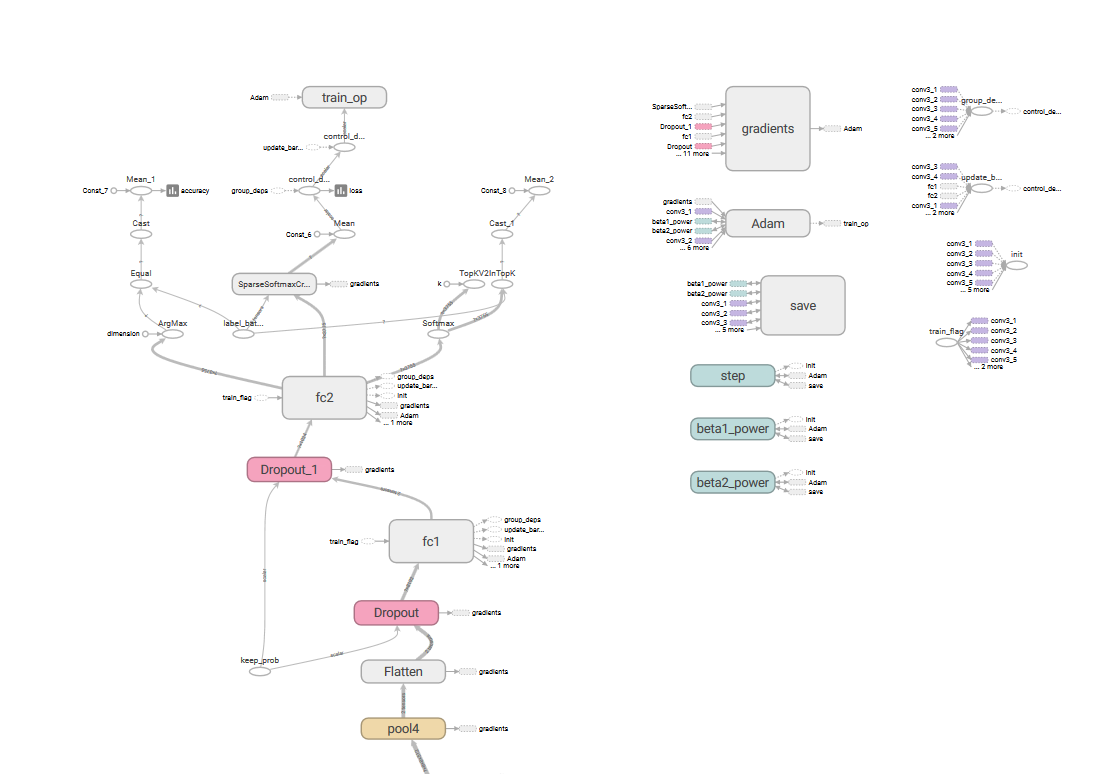 Adam
train_op
control_d...
update_bar...
Mean_1
Const_7
accuracy
group_deps
control_d...
loss
Mean_2
Const_8
Cast
Const_6
Mean
Cast_1
Equal
SparseSoftmaxCr...
gradients
k
TopKV2InTopK
dimension
ArgMax
label_bat...
Softmax
train_flag
fc2
group_deps
update_bar...
init
gradients
Adam
... 1 more
Dropout_1
gradients
train_flag
fc1
group_deps
update_bar...
init
gradients
Adam
... 1 more
Dropout
gradients
keep_prob
scalar
scalar
Flatten
gradients
pool4
gradients
SparseSoft...
fc2
Dropout_1
fc1
Dropout
... 11 more
gradients
Adam
gradients
conv3_1
beta1_power
beta2_power
conv3_2
... 6 more
Adam
train_op
beta1_power
beta2_power
conv3_1
conv3_2
conv3_3
... 5 more
save
step
init
Adam
save
beta1_power
init
Adam
save
beta2_power
init
Adam
save
conv3_1
conv3_2
conv3_3
conv3_4
conv3_5
... 2 more
group_de...
control_de...
conv3_3
conv3_4
fc1
fc2
conv3_1
... 2 more
update_b...
control_de...
conv3_1
conv3_2
conv3_3
conv3_4
conv3_5
... 5 more
init
train_flag
conv3_1
conv3_2
conv3_3
conv3_4
conv3_5
... 2 more